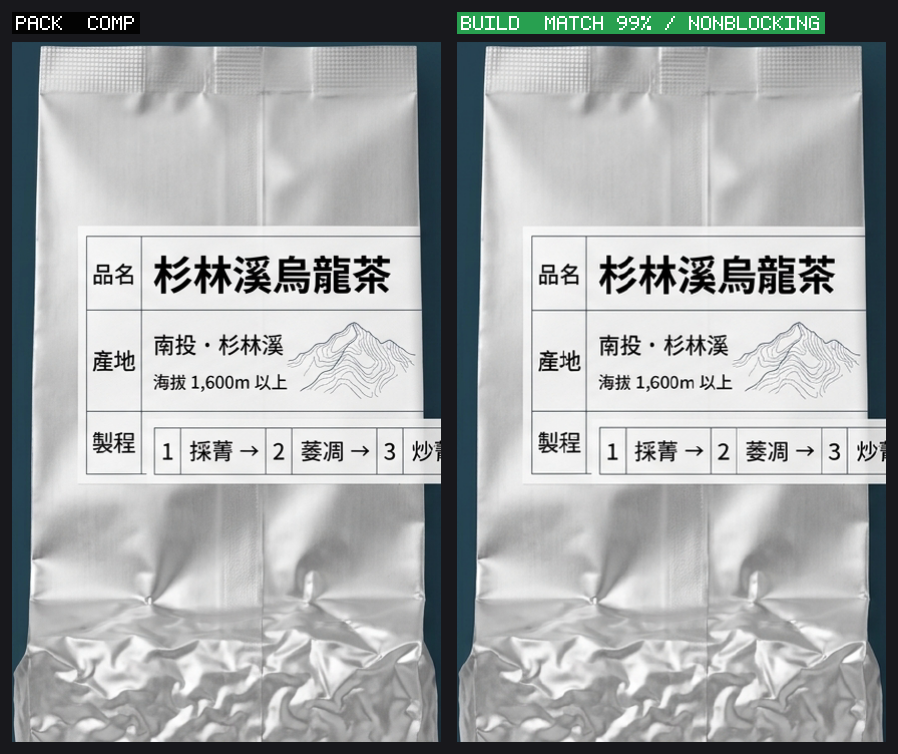 PACK COMP
BUILD MATCH 99% / NONBLOCKING
品名 杉林溪烏龍茶
產地 南投・杉林溪
海拔 1,600m 以上
製程 1 採菁 → 2 萎凋 → 3 炒
品名 杉林溪烏龍茶
產地 南投・杉林溪
海拔 1,600m 以上
製程 1 採菁 → 2 萎凋 → 3 炒